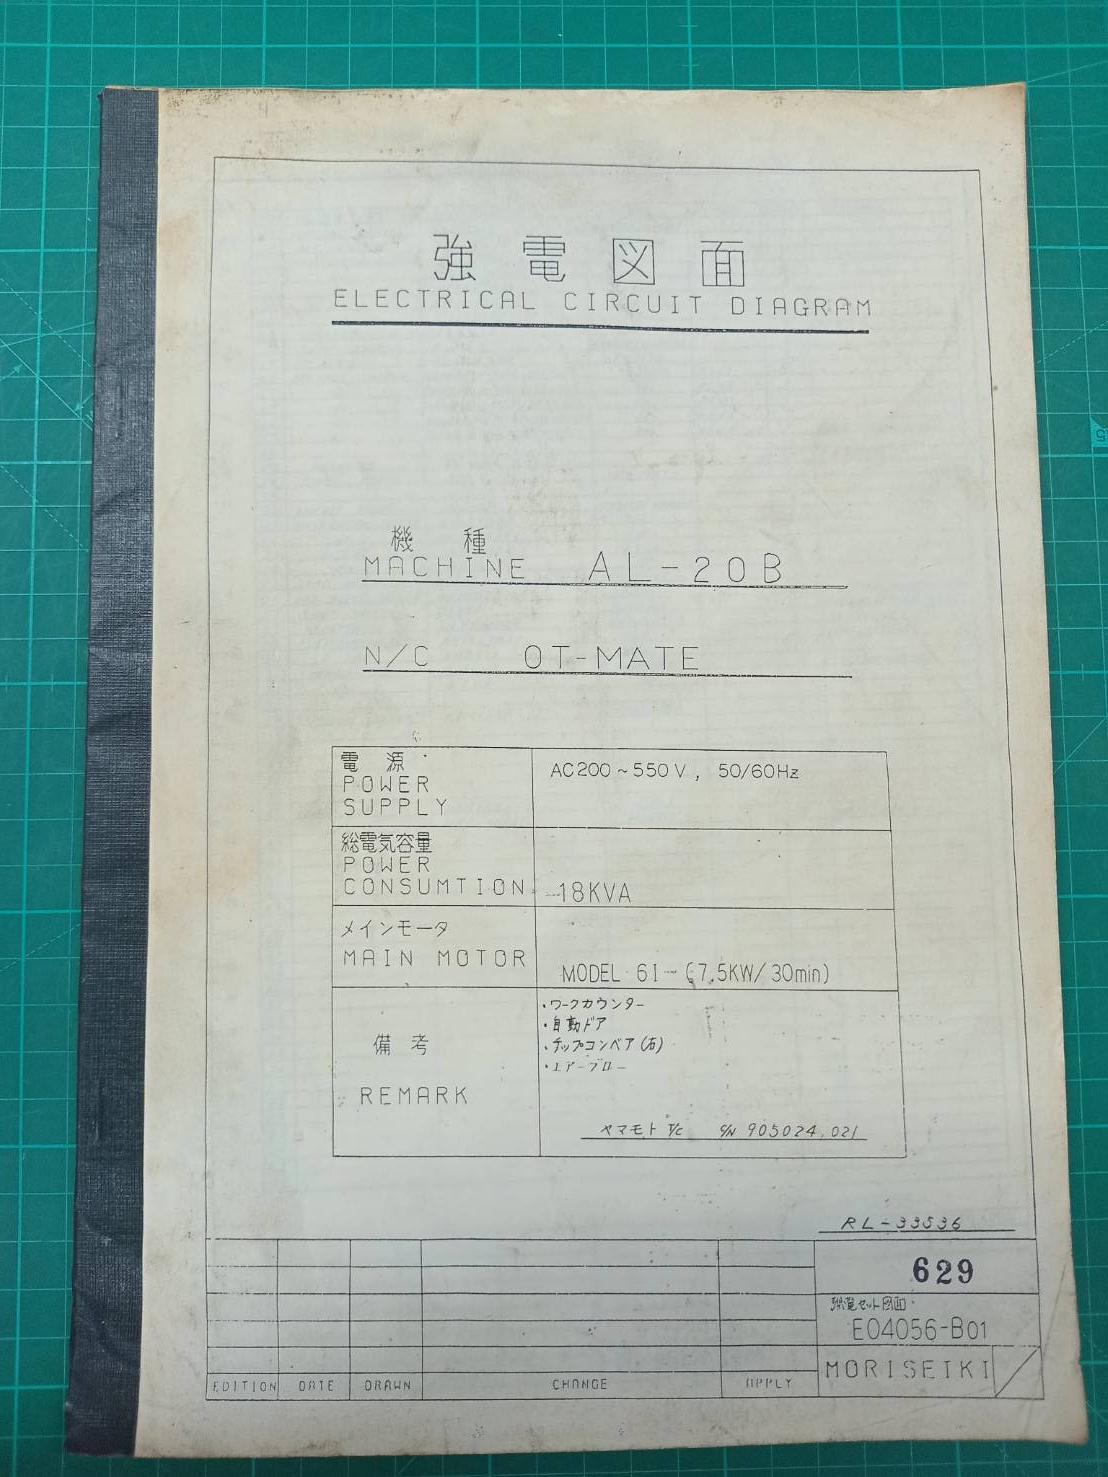 強電図面
ELECTRICAL CIRCUIT DIAGRAM
機種
MACHINE AL-20B
N/C OT-MATE
電源
POWER
SUPPLY
AC200~550V, 50/60Hz
総電気容量
POWER
CONSUMTION
18KVA
メインモータ
MAIN MOTOR
MODEL 6I-(7.5KW/30min)
備考
REMARK
・ワークカウンター
・自動ドア
・チップコンベア(右)
・エアーブロー
ヤマモト T/C S/N 905024,021
RL-33536
629
強電セット図面
E04056-B01
MORISEIKI
EDITION DATE DRAWN CHANGE APPLY